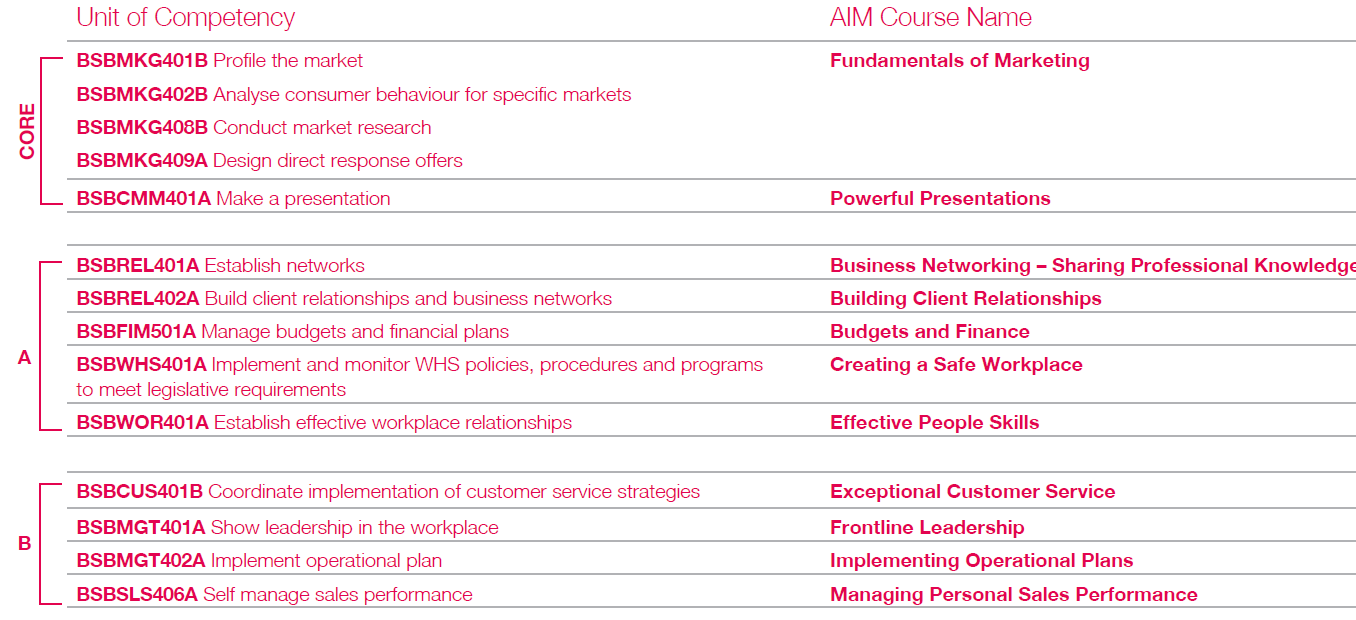 Unit of Competency AIM Course Name
CORE
BSBMKG401B Profile the market Fundamentals of Marketing
BSBMKG402B Analyse consumer behaviour for specific markets
BSBMKG408B Conduct market research
BSBMKG409A Design direct response offers
BSBCMM401A Make a presentation Powerful Presentations
A
BSBREL401A Establish networks Business Networking – Sharing Professional Knowledge
BSBREL402A Build client relationships and business networks Building Client Relationships
BSBFIM501A Manage budgets and financial plans Budgets and Finance
BSBWHS401A Implement and monitor WHS policies, procedures and programs Creating a Safe Workplace
to meet legislative requirements
BSBWOR401A Establish effective workplace relationships Effective People Skills
B
BSBCUS401B Coordinate implementation of customer service strategies Exceptional Customer Service
BSBMGT401A Show leadership in the workplace Frontline Leadership
BSBMGT402A Implement operational plan Implementing Operational Plans
BSBSLS406A Self manage sales performance Managing Personal Sales Performance